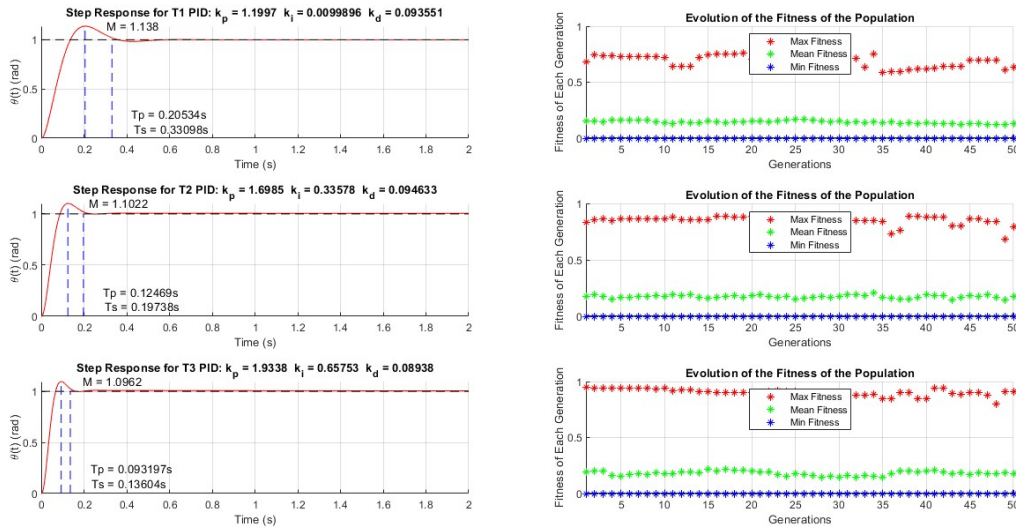 Step Response for T1 PID: kp = 1.1997 ki = 0.0099896 kd = 0.093551
M = 1.138
1
θ(t) (rad)
0.5
Tp = 0.20534s
Ts = 0.33098s
0
0 0.2 0.4 0.6 0.8 1 1.2 1.4 1.6 1.8 2
Time (s)
Evolution of the Fitness of the Population
1
Fitness of Each Generation
Max Fitness
Mean Fitness
Min Fitness
0.5
0
5 10 15 20 25 30 35 40 45 50
Generations
Step Response for T2 PID: kp = 1.6985 ki = 0.33578 kd = 0.094633
M = 1.1022
1
θ(t) (rad)
0.5
Tp = 0.12469s
Ts = 0.19738s
0
0 0.2 0.4 0.6 0.8 1 1.2 1.4 1.6 1.8 2
Time (s)
Evolution of the Fitness of the Population
1
Fitness of Each Generation
Max Fitness
Mean Fitness
Min Fitness
0.5
0
5 10 15 20 25 30 35 40 45 50
Generations
Step Response for T3 PID: kp = 1.9338 ki = 0.65753 kd = 0.08938
M = 1.0962
1
θ(t) (rad)
0.5
Tp = 0.093197s
Ts = 0.13604s
0
0 0.2 0.4 0.6 0.8 1 1.2 1.4 1.6 1.8 2
Time (s)
Evolution of the Fitness of the Population
1
Fitness of Each Generation
Max Fitness
Mean Fitness
Min Fitness
0.5
0
5 10 15 20 25 30 35 40 45 50
Generations